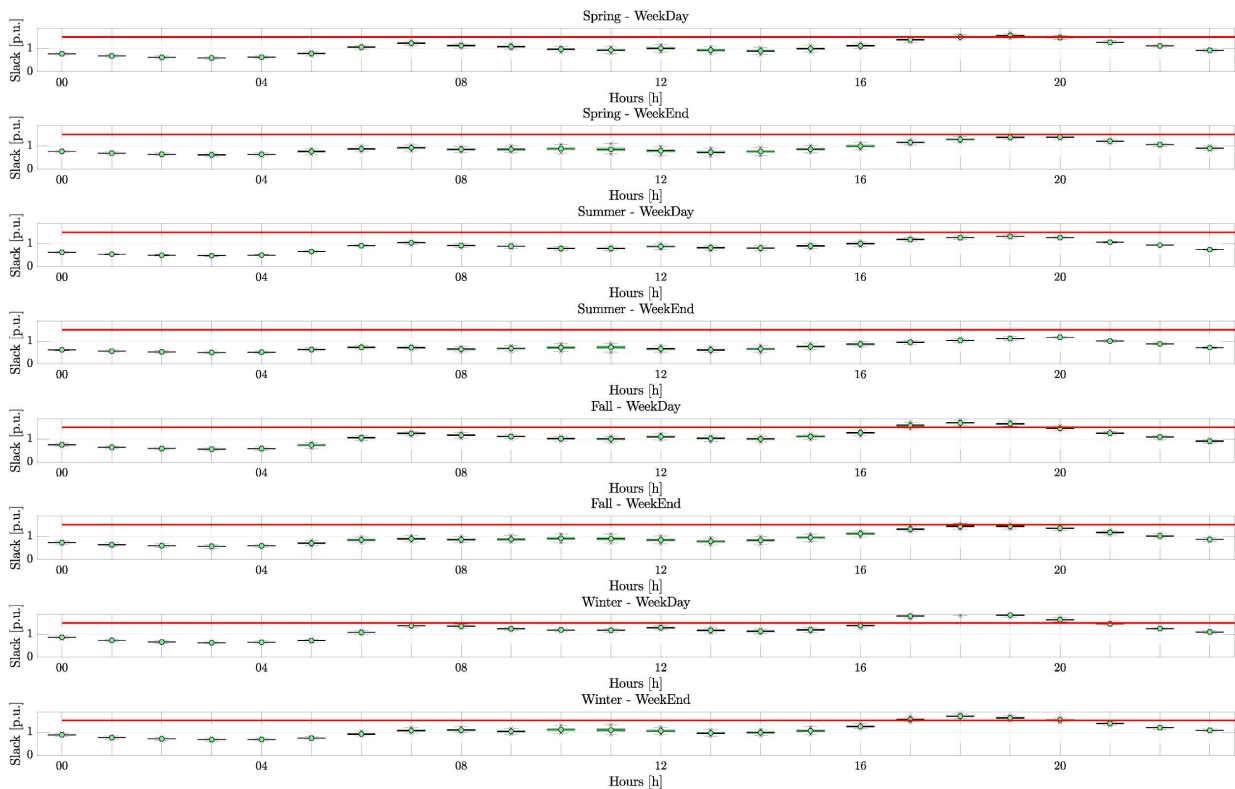 Spring - WeekDay
Slack [p.u.]
1
0
00 04 08 12 16 20
Hours [h]
Spring - WeekEnd
Slack [p.u.]
1
0
00 04 08 12 16 20
Hours [h]
Summer - WeekDay
Slack [p.u.]
1
0
00 04 08 12 16 20
Hours [h]
Summer - WeekEnd
Slack [p.u.]
1
0
00 04 08 12 16 20
Hours [h]
Fall - WeekDay
Slack [p.u.]
1
0
00 04 08 12 16 20
Hours [h]
Fall - WeekEnd
Slack [p.u.]
1
0
00 04 08 12 16 20
Hours [h]
Winter - WeekDay
Slack [p.u.]
1
0
00 04 08 12 16 20
Hours [h]
Winter - WeekEnd
Slack [p.u.]
1
0
00 04 08 12 16 20
Hours [h]